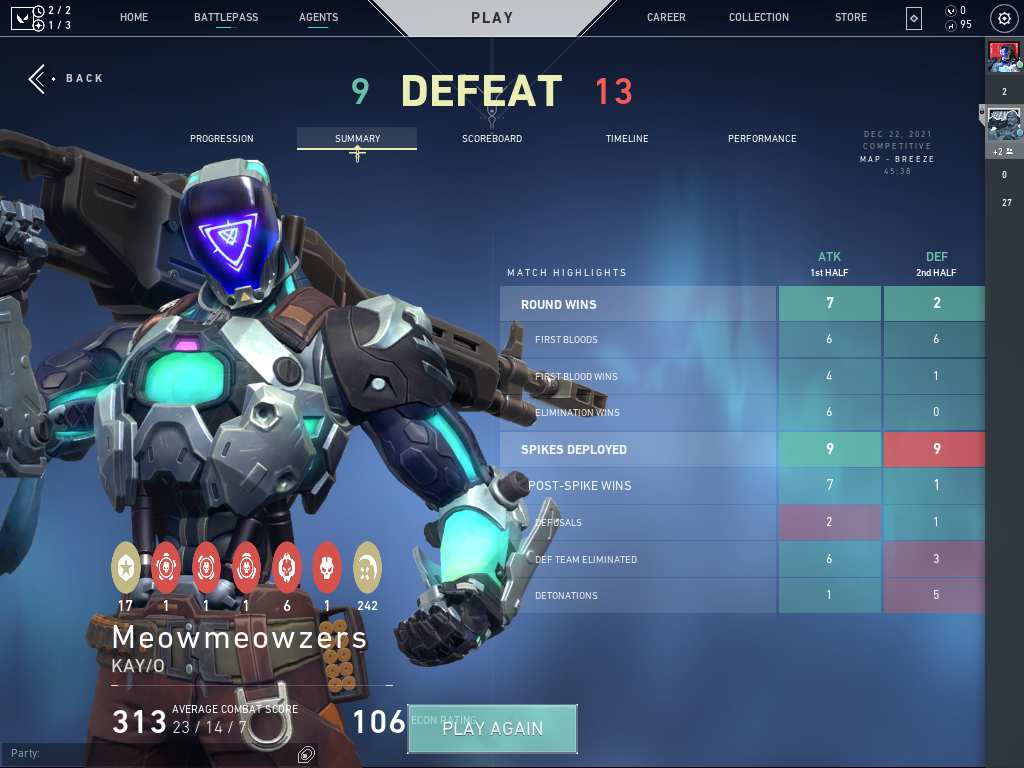 2 / 2
1 / 3
HOME
BATTLEPASS
AGENTS
PLAY
CAREER
COLLECTION
STORE
0
95
BACK
9 DEFEAT 13
2
+2
0
27
PROGRESSION
SUMMARY
SCOREBOARD
TIMELINE
PERFORMANCE
DEC 22, 2021
COMPETITIVE
MAP - BREEZE
45:38
MATCH HIGHLIGHTS
ATK
1st HALF
DEF
2nd HALF
ROUND WINS 7 2
FIRST BLOODS 6 6
FIRST BLOOD WINS 4 1
ELIMINATION WINS 6 0
SPIKES DEPLOYED 9 9
POST-SPIKE WINS 7 1
DEFUSALS 2 1
DEF TEAM ELIMINATED 6 3
DETONATIONS 1 5
17 1 1 1 6 1 242
Meowmeowzers
KAY/O
313 AVERAGE COMBAT SCORE
23 / 14 / 7
106 ECON RATING
PLAY AGAIN
Party: